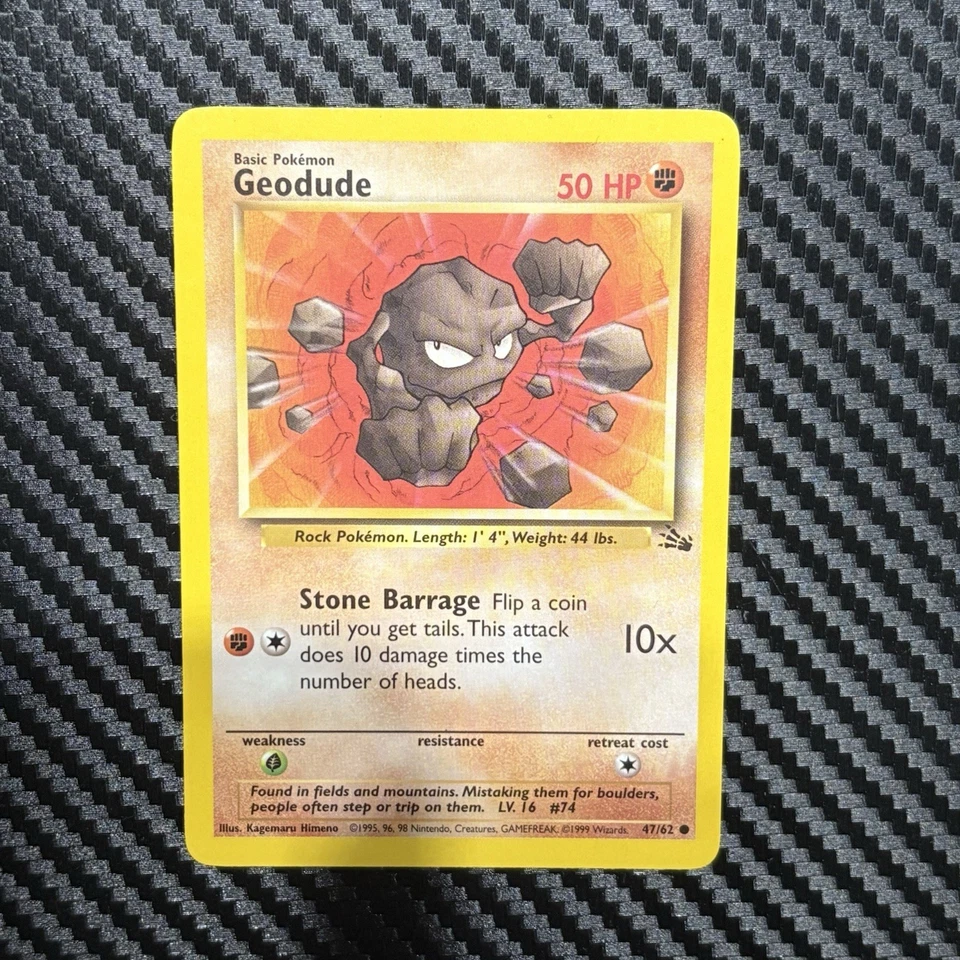 Basic Pokémon
Geodude 50 HP
Rock Pokémon. Length: 1' 4", Weight: 44 lbs.
Stone Barrage Flip a coin
until you get tails. This attack
does 10 damage times the
number of heads.
10x
weakness resistance retreat cost
Found in fields and mountains. Mistaking them for boulders,
people often step or trip on them. LV. 16 #74
Illus. Kagemaru Himeno ©1995, 96, 98 Nintendo, Creatures, GAMEFREAK. ©1999 Wizards. 47/62